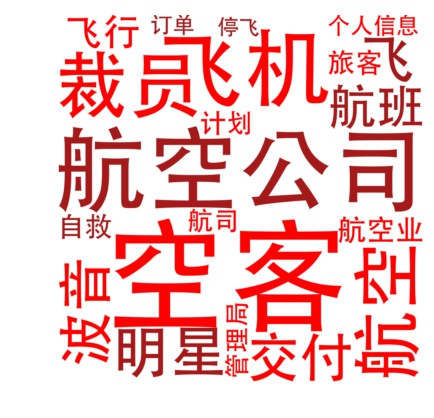 飞行
订单
停飞
个人信息
裁员
飞机
旅客
飞
航班
计划
航空公司
自救
航司
航空业
空客
波音
航空
明星
管理局
交付